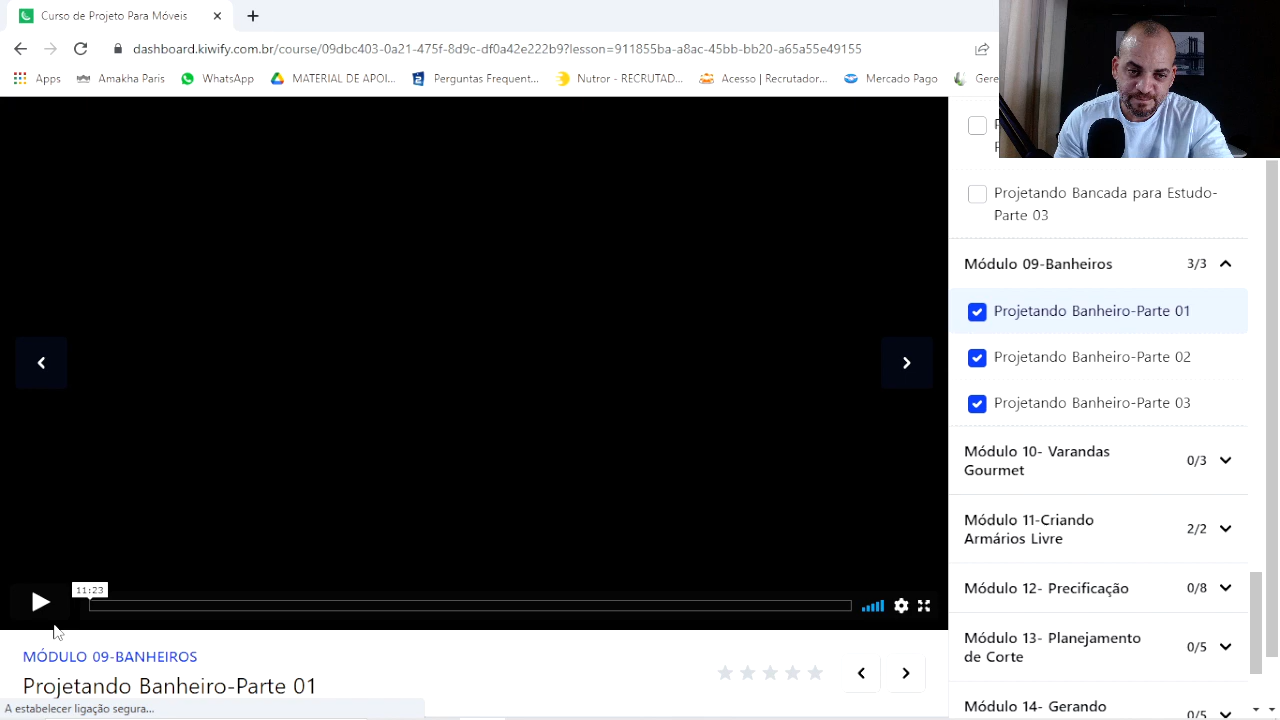 Curso de Projeto Para Móveis
dashboard.kiwify.com.br/course/09dbc403-0a21-475f-8d9c-df0a42e222b9?lesson=911855ba-a8ac-45bb-bb20-a65a55e49155
Apps Amakha Paris WhatsApp MATERIAL DE APOI... Perguntas Frequent... Nutror - RECRUTAD... Acesso | Recrutador... Mercado Pago Gere
Projetando Bancada para Estudo-
Parte 03
Módulo 09-Banheiros 3/3
Projetando Banheiro-Parte 01
Projetando Banheiro-Parte 02
Projetando Banheiro-Parte 03
Módulo 10- Varandas
Gourmet 0/3
Módulo 11-Criando
Armários Livre 2/2
Módulo 12- Precificação 0/8
Módulo 13- Planejamento
de Corte 0/5
Módulo 14- Gerando
0/5
11:23
MÓDULO 09-BANHEIROS
Projetando Banheiro-Parte 01
A estabelecer ligação segura...